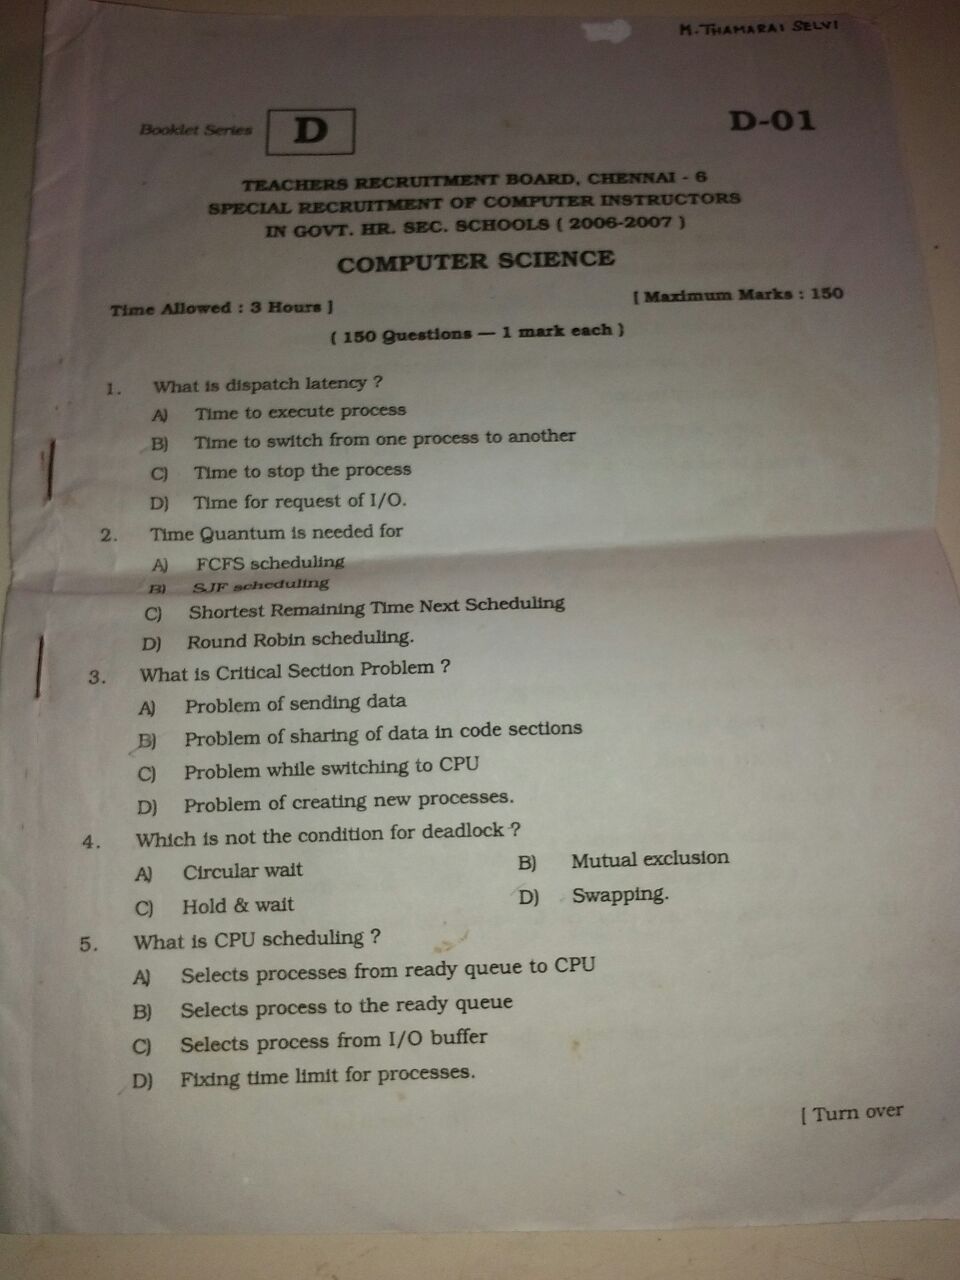 M. THAMARAI SELVI
Booklet Series D D-01
TEACHERS RECRUITMENT BOARD, CHENNAI - 6
SPECIAL RECRUITMENT OF COMPUTER INSTRUCTORS
IN GOVT. HR. SEC. SCHOOLS ( 2006-2007 )
COMPUTER SCIENCE
Time Allowed : 3 Hours ] [ Maximum Marks : 150
( 150 Questions — 1 mark each )
1. What is dispatch latency ?
A) Time to execute process
B) Time to switch from one process to another
C) Time to stop the process
D) Time for request of I/O.
2. Time Quantum is needed for
A) FCFS scheduling
B) SJF scheduling
C) Shortest Remaining Time Next Scheduling
D) Round Robin scheduling.
3. What is Critical Section Problem ?
A) Problem of sending data
B) Problem of sharing of data in code sections
C) Problem while switching to CPU
D) Problem of creating new processes.
4. Which is not the condition for deadlock ?
A) Circular wait B) Mutual exclusion
C) Hold & wait D) Swapping.
5. What is CPU scheduling ?
A) Selects processes from ready queue to CPU
B) Selects process to the ready queue
C) Selects process from I/O buffer
D) Fixing time limit for processes.
[ Turn over